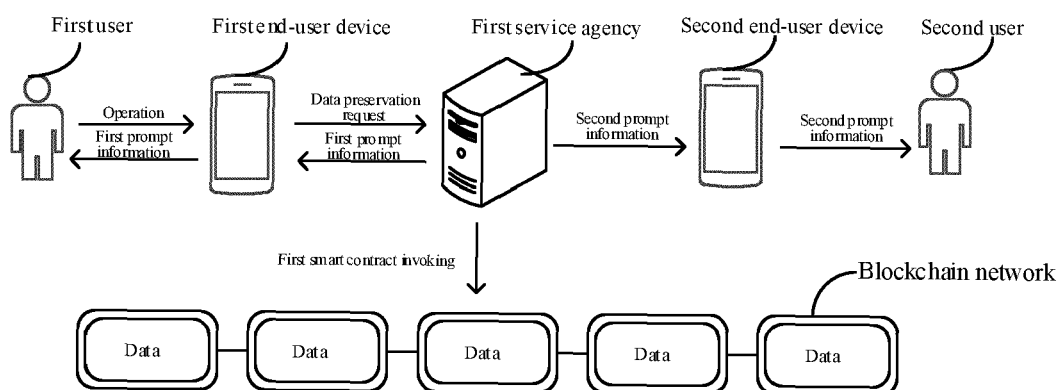 First user
First end-user device
First service agency
Second end-user device
Second user
Operation
First prompt
information
Data preservation
request
First prompt
information
Second prompt
information
Second prompt
information
First smart contract invoking
Blockchain network
Data
Data
Data
Data
Data